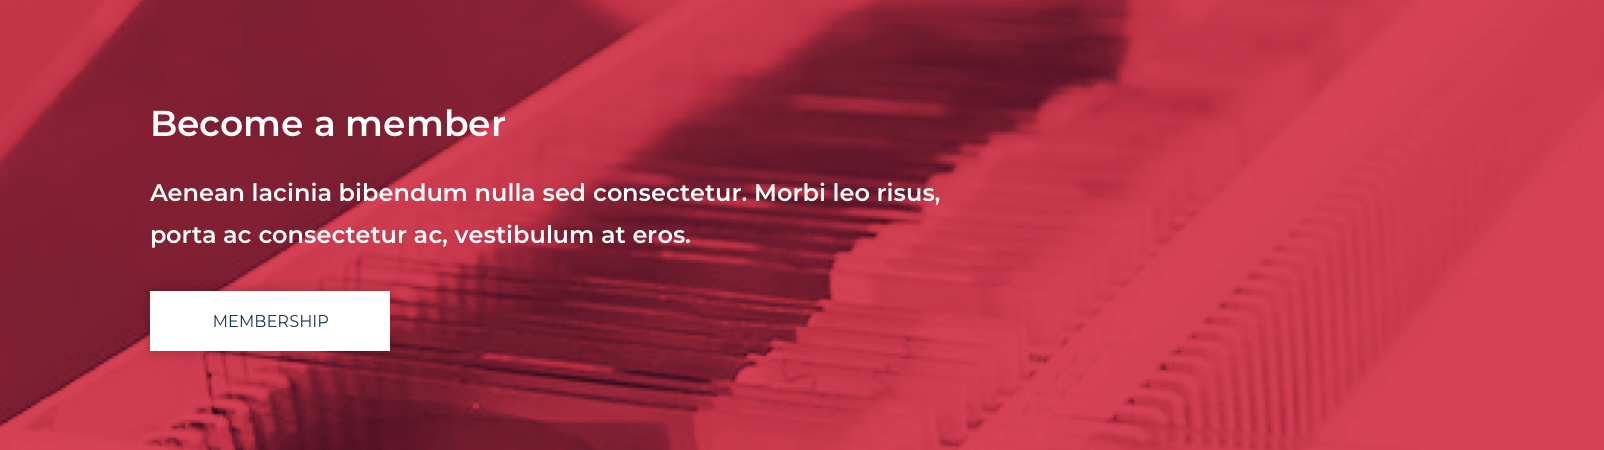 Become a member
Aenean lacinia bibendum nulla sed consectetur. Morbi leo risus,
porta ac consectetur ac, vestibulum at eros.
MEMBERSHIP